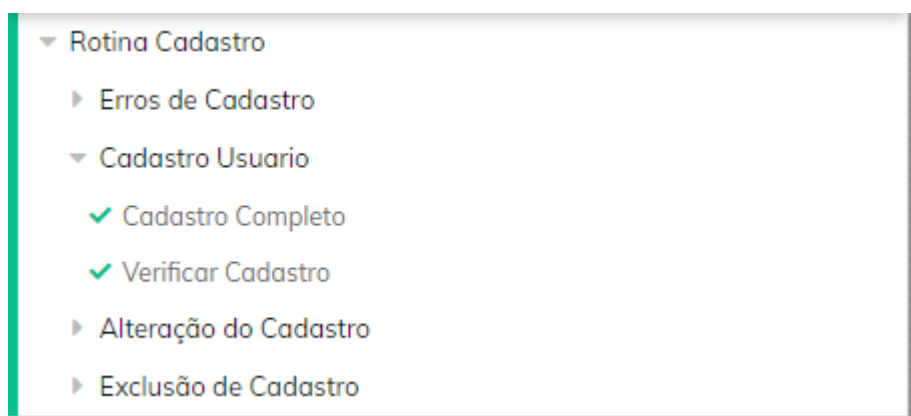 Rotina Cadastro
Erros de Cadastro
Cadastro Usuario
Cadastro Completo
Verificar Cadastro
Alteração do Cadastro
Exclusão de Cadastro